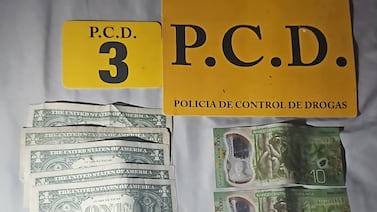 P.C.D.
3
P.C.D.
POLICIA DE CONTROL DE DROGAS
THE UNITED STATES OF AMERICA
THE UNITED STATES OF AMERICA
THE UNITED STATES OF AMERICA
THE UNITED STATES OF AMERICA
ONE
10